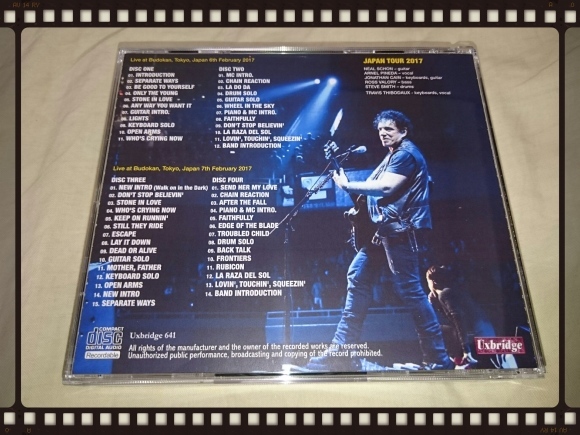 Live at Budokan, Tokyo, Japan 6th February 2017
DISC ONE
01. INTRODUCTION
02. SEPARATE WAYS
03. BE GOOD TO YOURSELF
04. ONLY THE YOUNG
05. STONE IN LOVE
06. ANY WAY YOU WANT IT
07. GUITAR INTRO.
08. LIGHTS
09. KEYBOARD SOLO
10. OPEN ARMS
11. WHO'S CRYING NOW
DISC TWO
01. MC INTRO.
02. CHAIN REACTION
03. LA DO DA
04. DRUM SOLO
05. GUITAR SOLO
06. WHEEL IN THE SKY
07. PIANO & MC INTRO.
08. FAITHFULLY
09. DON'T STOP BELIEVIN'
10. LA RAZA DEL SOL
11. LOVIN', TOUCHIN', SQUEEZIN'
12. BAND INTRODUCTION
JAPAN TOUR 2017
NEAL SCHON – guitar
ARNEL PINEDA – vocal
JONATHAN CAIN – keyboards, guitar
ROSS VALORY – bass
STEVE SMITH – drums
TRAVIS THIBODAUX – keyboards, vocal
Live at Budokan, Tokyo, Japan 7th February 2017
DISC THREE
01. NEW INTRO (Walk on in the Dark)
02. DON'T STOP BELIEVIN'
03. STONE IN LOVE
04. WHO'S CRYING NOW
05. KEEP ON RUNNIN'
06. STILL THEY RIDE
07. ESCAPE
08. LAY IT DOWN
09. DEAD OR ALIVE
10. GUITAR SOLO
11. MOTHER, FATHER
12. KEYBOARD SOLO
13. OPEN ARMS
14. NEW INTRO
15. SEPARATE WAYS
DISC FOUR
01. SEND HER MY LOVE
02. CHAIN REACTION
03. AFTER THE FALL
04. PIANO & MC INTRO.
05. FAITHFULLY
06. EDGE OF THE BLADE
07. TROUBLED CHILD
08. DRUM SOLO
09. BACK TALK
10. FRONTIERS
11. RUBICON
12. LA RAZA DEL SOL
13. LOVIN', TOUCHIN', SQUEEZIN'
14. BAND INTRODUCTION
COMPACT
disc
DIGITAL AUDIO
Recordable
Uxbridge 641
All rights of the manufacturer and the owner of the recorded works are reserved.
Unauthorized public performance, broadcasting and copying of the record prohibited.
Uxbridge